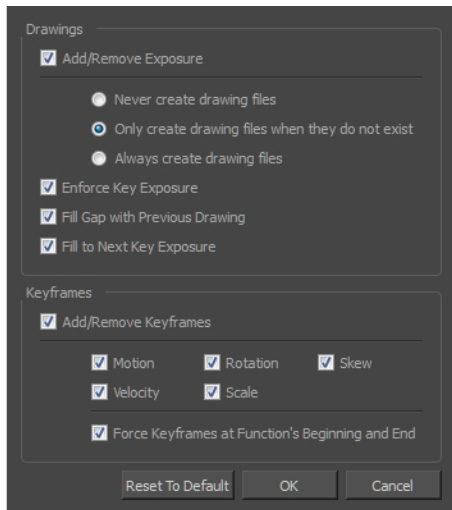 Drawings
Add/Remove Exposure
Never create drawing files
Only create drawing files when they do not exist
Always create drawing files
Enforce Key Exposure
Fill Gap with Previous Drawing
Fill to Next Key Exposure
Keyframes
Add/Remove Keyframes
Motion Rotation Skew
Velocity Scale
Force Keyframes at Function's Beginning and End
Reset To Default OK Cancel